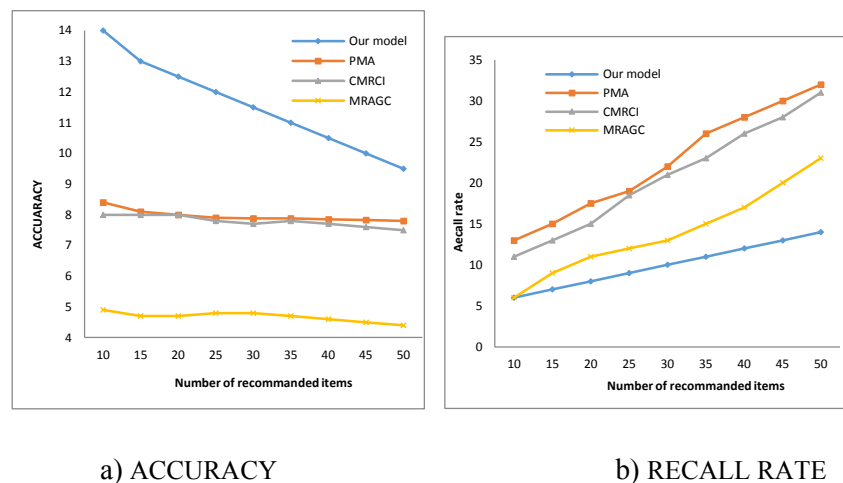 14
13
12
11
10
9
8
7
6
5
4
ACCUARACY
Our model
PMA
CMRCI
MRAGC
10 15 20 25 30 35 40 45 50
Number of recommanded items
35
30
25
20
15
10
5
0
Aecall rate
Our model
PMA
CMRCI
MRAGC
10 15 20 25 30 35 40 45 50
Number of recommanded items
a) ACCURACY
b) RECALL RATE